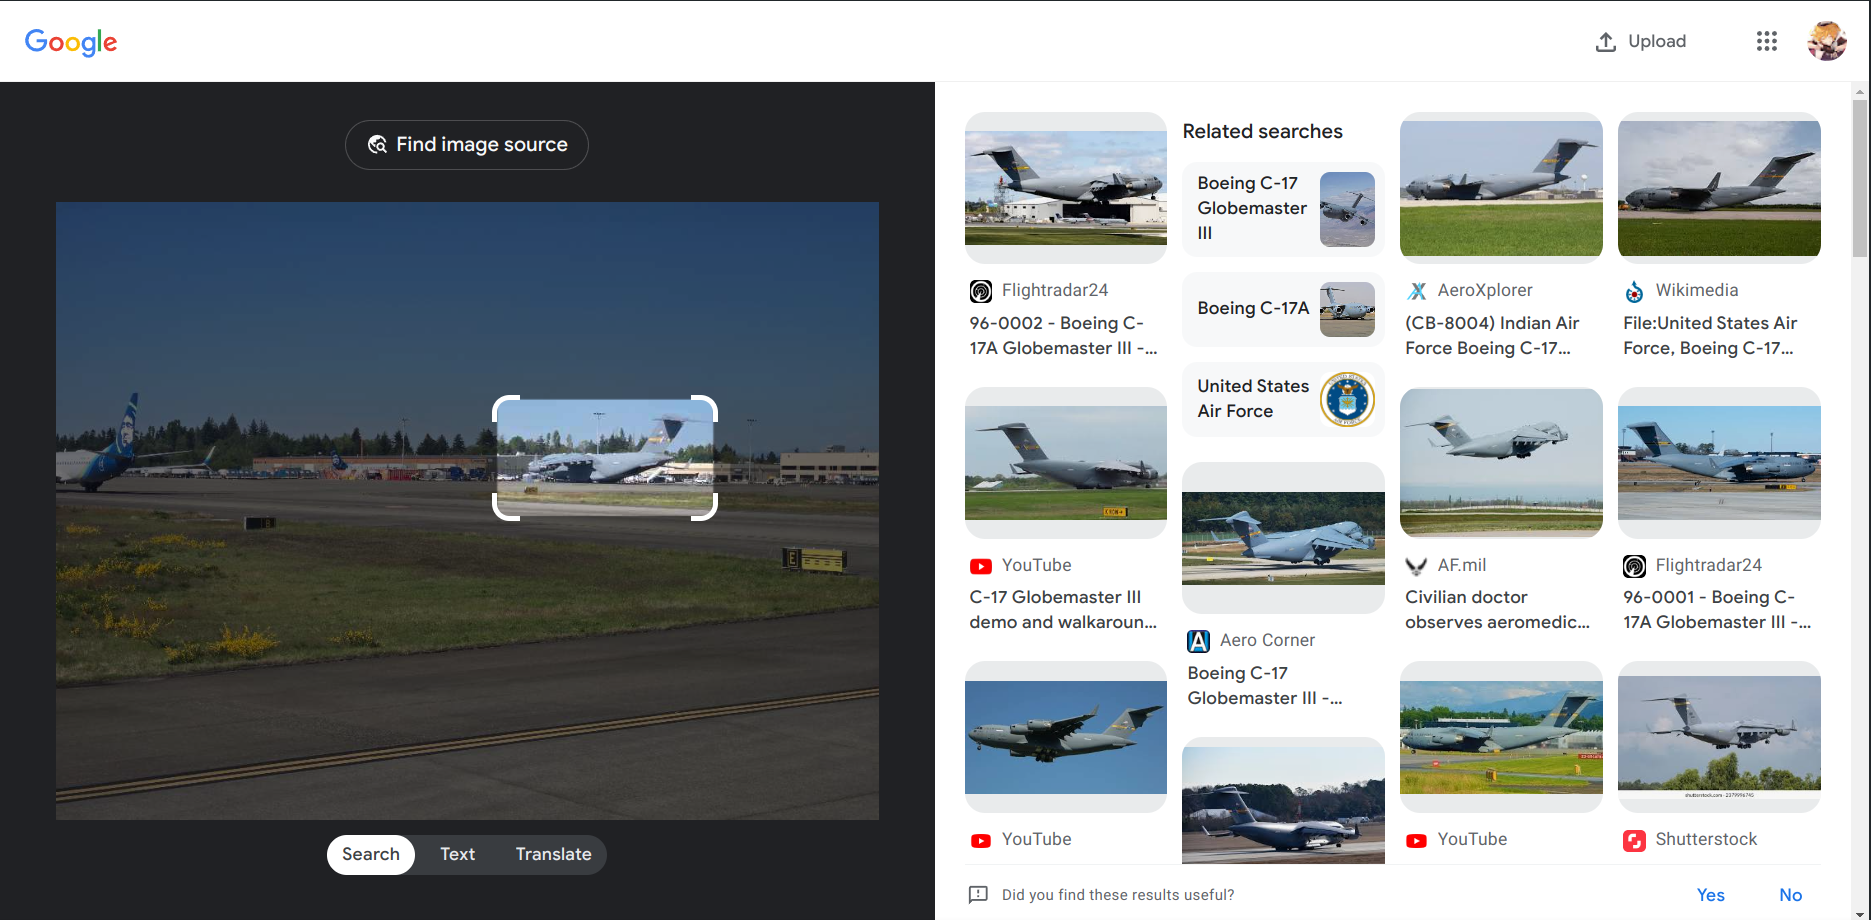 Google
Upload
Find image source
Search
Text
Translate
Flightradar24
96-0002 - Boeing C-
17A Globemaster III -...
YouTube
C-17 Globemaster III
demo and walkaroun...
YouTube
Related searches
Boeing C-17
Globemaster
III
Boeing C-17A
United States
Air Force
Aero Corner
Boeing C-17
Globemaster III -...
AeroXplorer
(CB-8004) Indian Air
Force Boeing C-17...
AF.mil
Civilian doctor
observes aeromedic...
YouTube
Wikimedia
File:United States Air
Force, Boeing C-17...
Flightradar24
96-0001 - Boeing C-
17A Globemaster III -...
shutterstock.com · 2379996745
Shutterstock
Did you find these results useful?
Yes
No